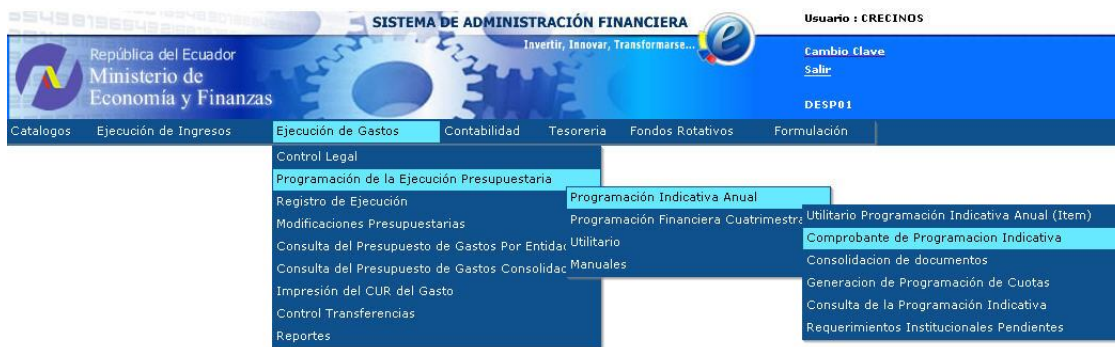 SISTEMA DE ADMINISTRACIÓN FINANCIERA
Usuario : CRECINOS
Invertir, Innovar, Transformarse...
e
República del Ecuador
Ministerio de
Economía y Finanzas
Cambio Clave
Salir
DESP01
Catalogos Ejecución de Ingresos Ejecución de Gastos Contabilidad Tesoreria Fondos Rotativos Formulación
Control Legal
Programación de la Ejecución Presupuestaria
Registro de Ejecución
Modificaciones Presupuestarias
Consulta del Presupuesto de Gastos Por Entidad
Consulta del Presupuesto de Gastos Consolidad
Impresión del CUR del Gasto
Control Transferencias
Reportes
Programación Indicativa Anual
Programación Financiera Cuatrimestra
Utilitario
Manuales
Utilitario Programación Indicativa Anual (Item)
Comprobante de Programacion Indicativa
Consolidacion de documentos
Generacion de Programación de Cuotas
Consulta de la Programación Indicativa
Requerimientos Institucionales Pendientes